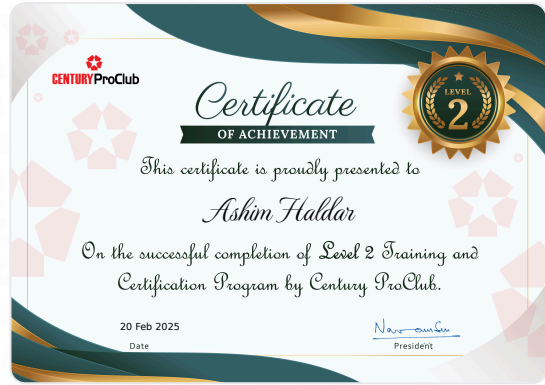 CENTURY ProClub
Certificate
OF ACHIEVEMENT
LEVEL
2
This certificate is proudly presented to
Ashim Haldar
On the successful completion of Level 2 Training and
Certification Program by Century ProClub.
20 Feb 2025
Date
President